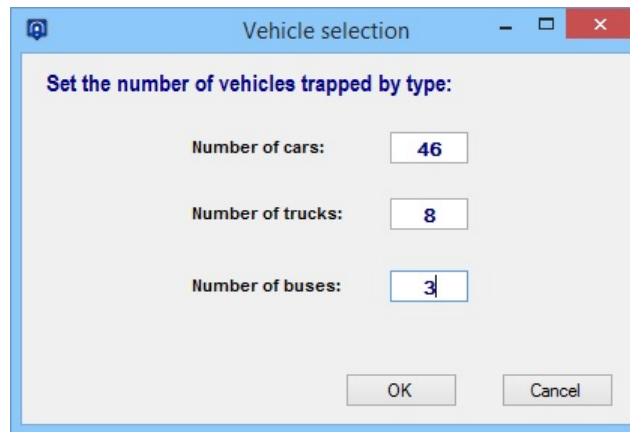 Vehicle selection
Set the number of vehicles trapped by type:
Number of cars: 46
Number of trucks: 8
Number of buses: 3
OK Cancel